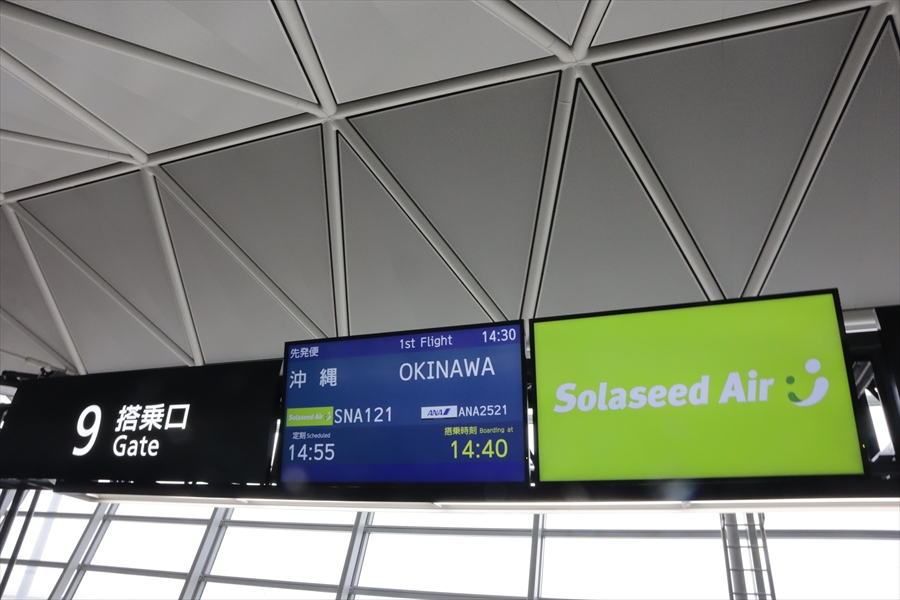 9 搭乗口
Gate
先発便 1st Flight 14:30
沖縄 OKINAWA
Solaseed Air SNA121 ANA ANA2521
定刻 Scheduled 搭乗時刻 Boarding at
14:55 14:40
Solaseed Air